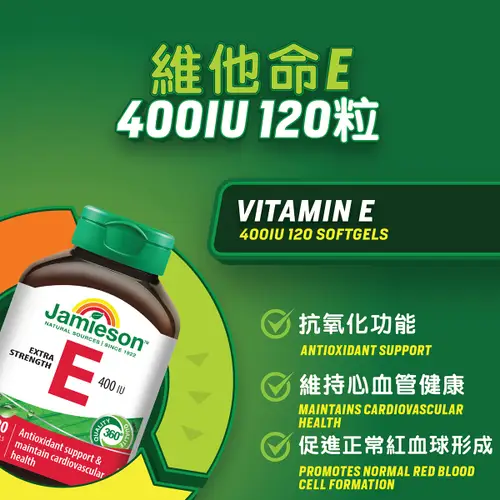 維他命E
400IU 120粒
VITAMIN E
400IU 120 SOFTGELS
抗氧化功能
ANTIOXIDANT SUPPORT
維持心血管健康
MAINTAINS CARDIOVASCULAR
HEALTH
促進正常紅血球形成
PROMOTES NORMAL RED BLOOD
CELL FORMATION
Jamieson™
NATURAL SOURCES | SINCE 1922
EXTRA
STRENGTH
E
400 IU
QUALITY
360°
Antioxidant support &
maintain cardiovascular
health